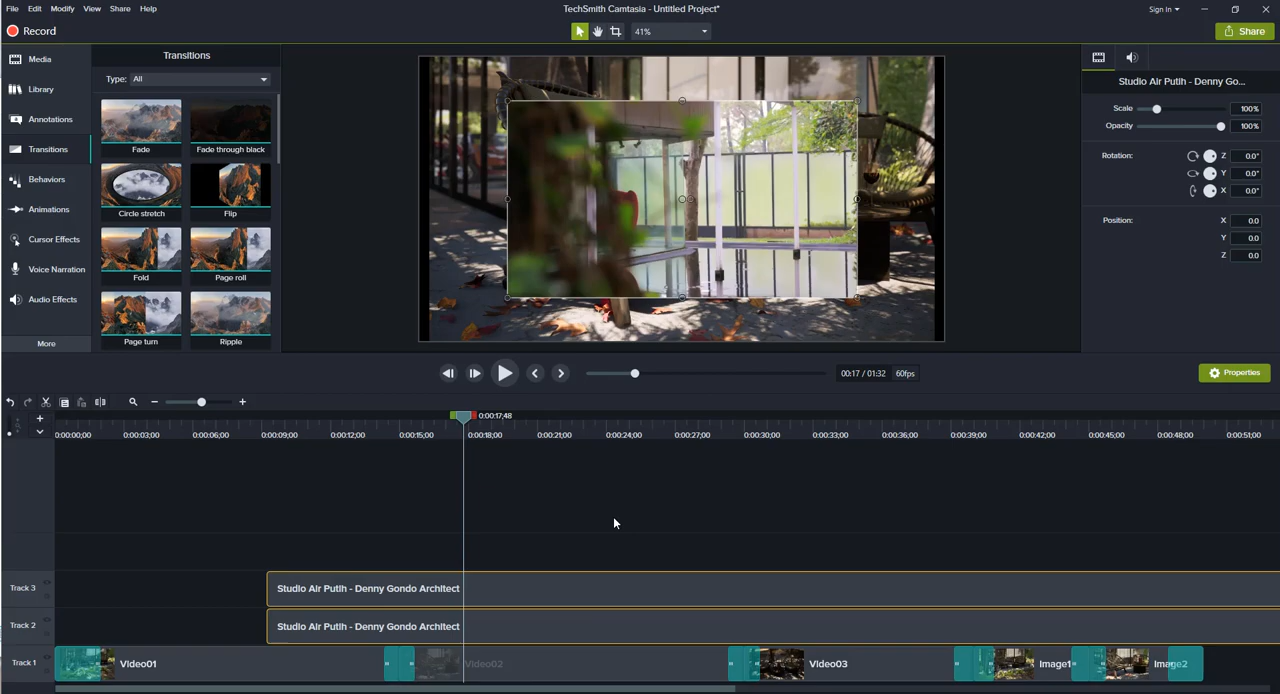 File Edit Modify View Share Help
TechSmith Camtasia - Untitled Project*
Sign In
Record
41%
Share
Media
Library
Annotations
Transitions
Behaviors
Animations
Cursor Effects
Voice Narration
Audio Effects
More
Transitions
Type: All
Fade
Fade through black
Circle stretch
Flip
Fold
Page roll
Page turn
Ripple
Studio Air Putih - Denny Go...
Scale 100%
Opacity 100%
Rotation: Z 0.0°
Y 0.0°
X 0.0°
Position: X 0.0
Y 0.0
Z 0.0
00:17 / 01:32 60fps
Properties
0:00:17;48
0:00:00;00 0:00:03;00 0:00:06;00 0:00:09;00 0:00:12;00 0:00:15;00 0:00:18;00 0:00:21;00 0:00:24;00 0:00:27;00 0:00:30;00 0:00:33;00 0:00:36;00 0:00:39;00 0:00:42;00 0:00:45;00 0:00:48;00 0:00:51;00
Track 3 Studio Air Putih - Denny Gondo Architect
Track 2 Studio Air Putih - Denny Gondo Architect
Track 1 Video01 Video02 Video03 Image1 Image2